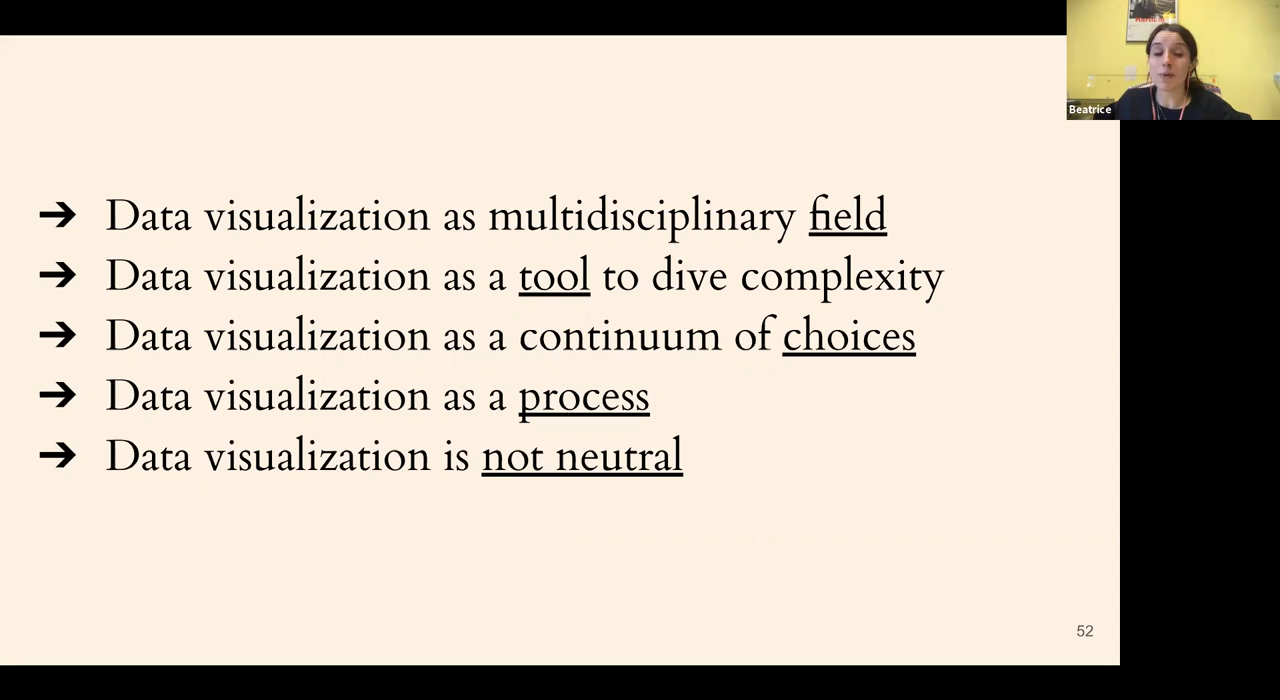 Beatrice
➔ Data visualization as multidisciplinary field
➔ Data visualization as a tool to dive complexity
➔ Data visualization as a continuum of choices
➔ Data visualization as a process
➔ Data visualization is not neutral
52